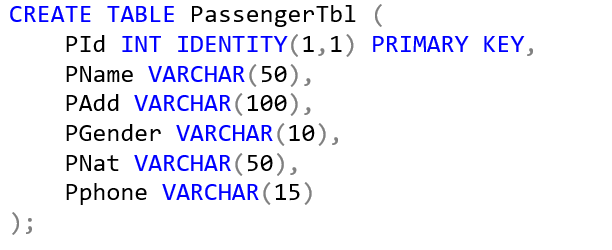 CREATE TABLE PassengerTbl (
    PId INT IDENTITY(1,1) PRIMARY KEY,
    PName VARCHAR(50),
    PAdd VARCHAR(100),
    PGender VARCHAR(10),
    PNat VARCHAR(50),
    Pphone VARCHAR(15)
);